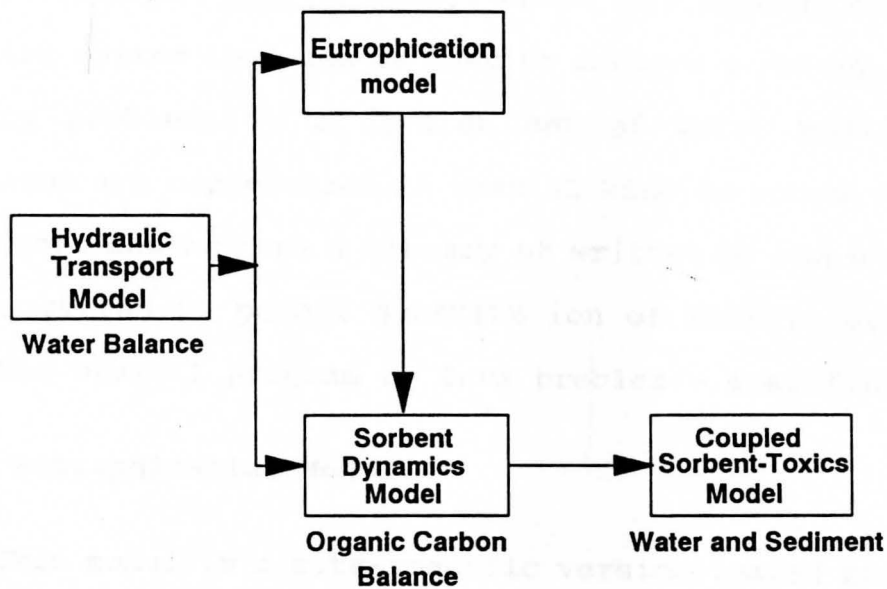 Eutrophication
model
Hydraulic
Transport
Model
Water Balance
Sorbent
Dynamics
Model
Organic Carbon
Balance
Coupled
Sorbent-Toxics
Model
Water and Sediment